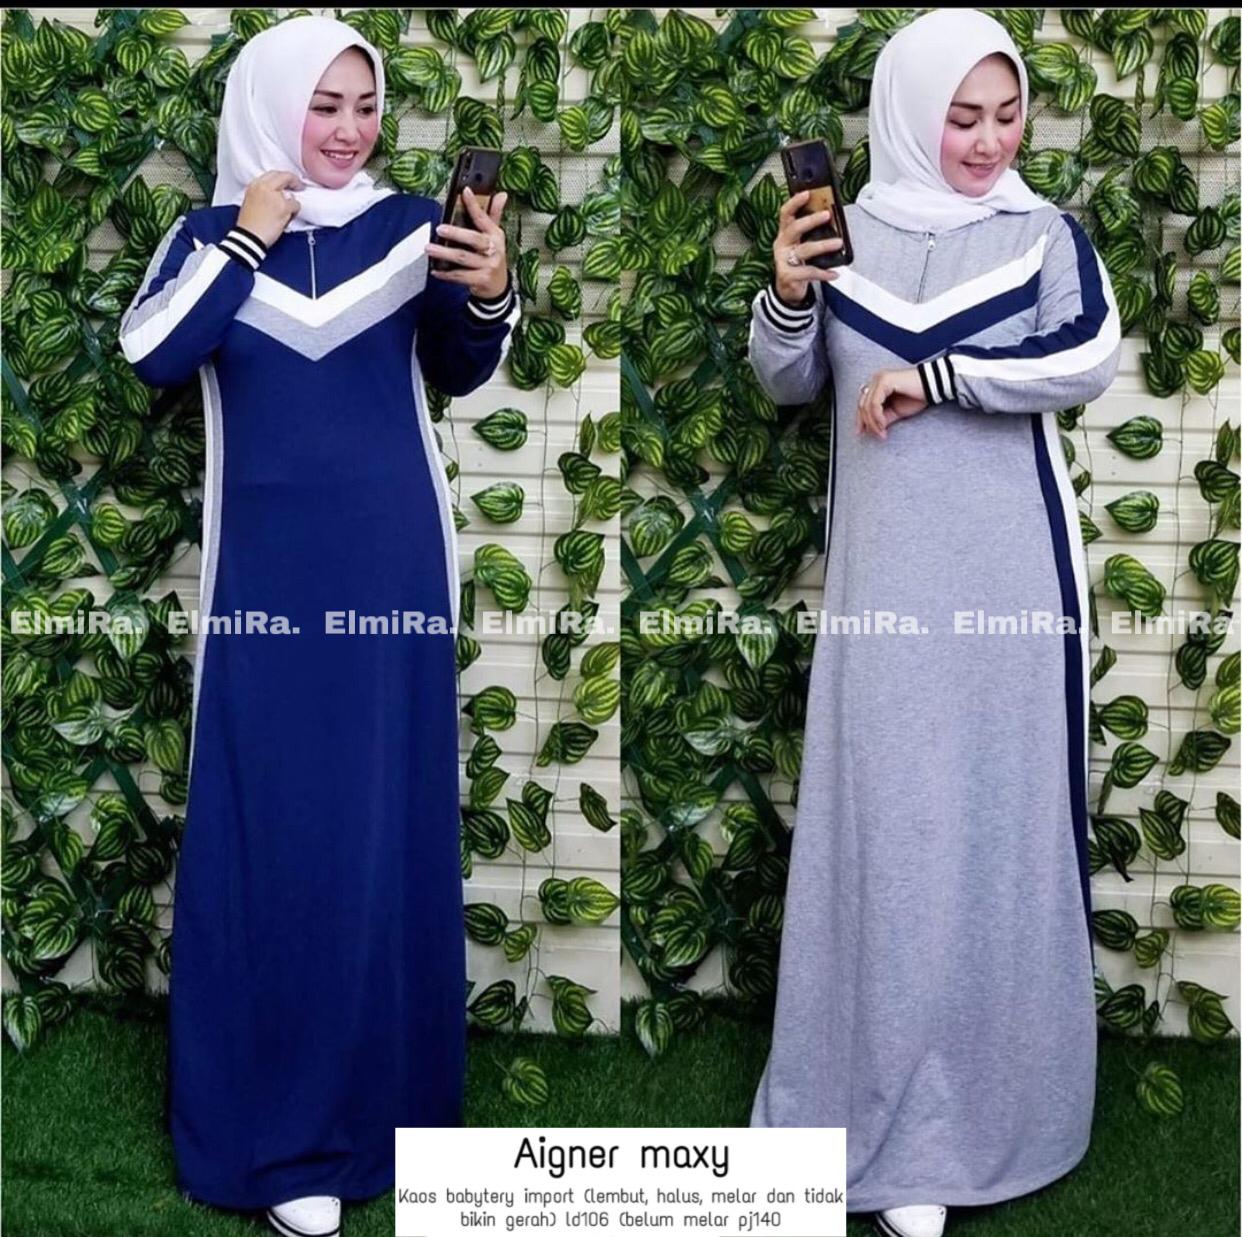 ElmiRa. ElmiRa. ElmiRa. ElmiRa. ElmiRa. ElmiRa. ElmiRa. ElmiRa
Aigner maxy
Kaos babytery import (lembut, halus, melar dan tidak
bikin gerah) ld106 (belum melar pj140